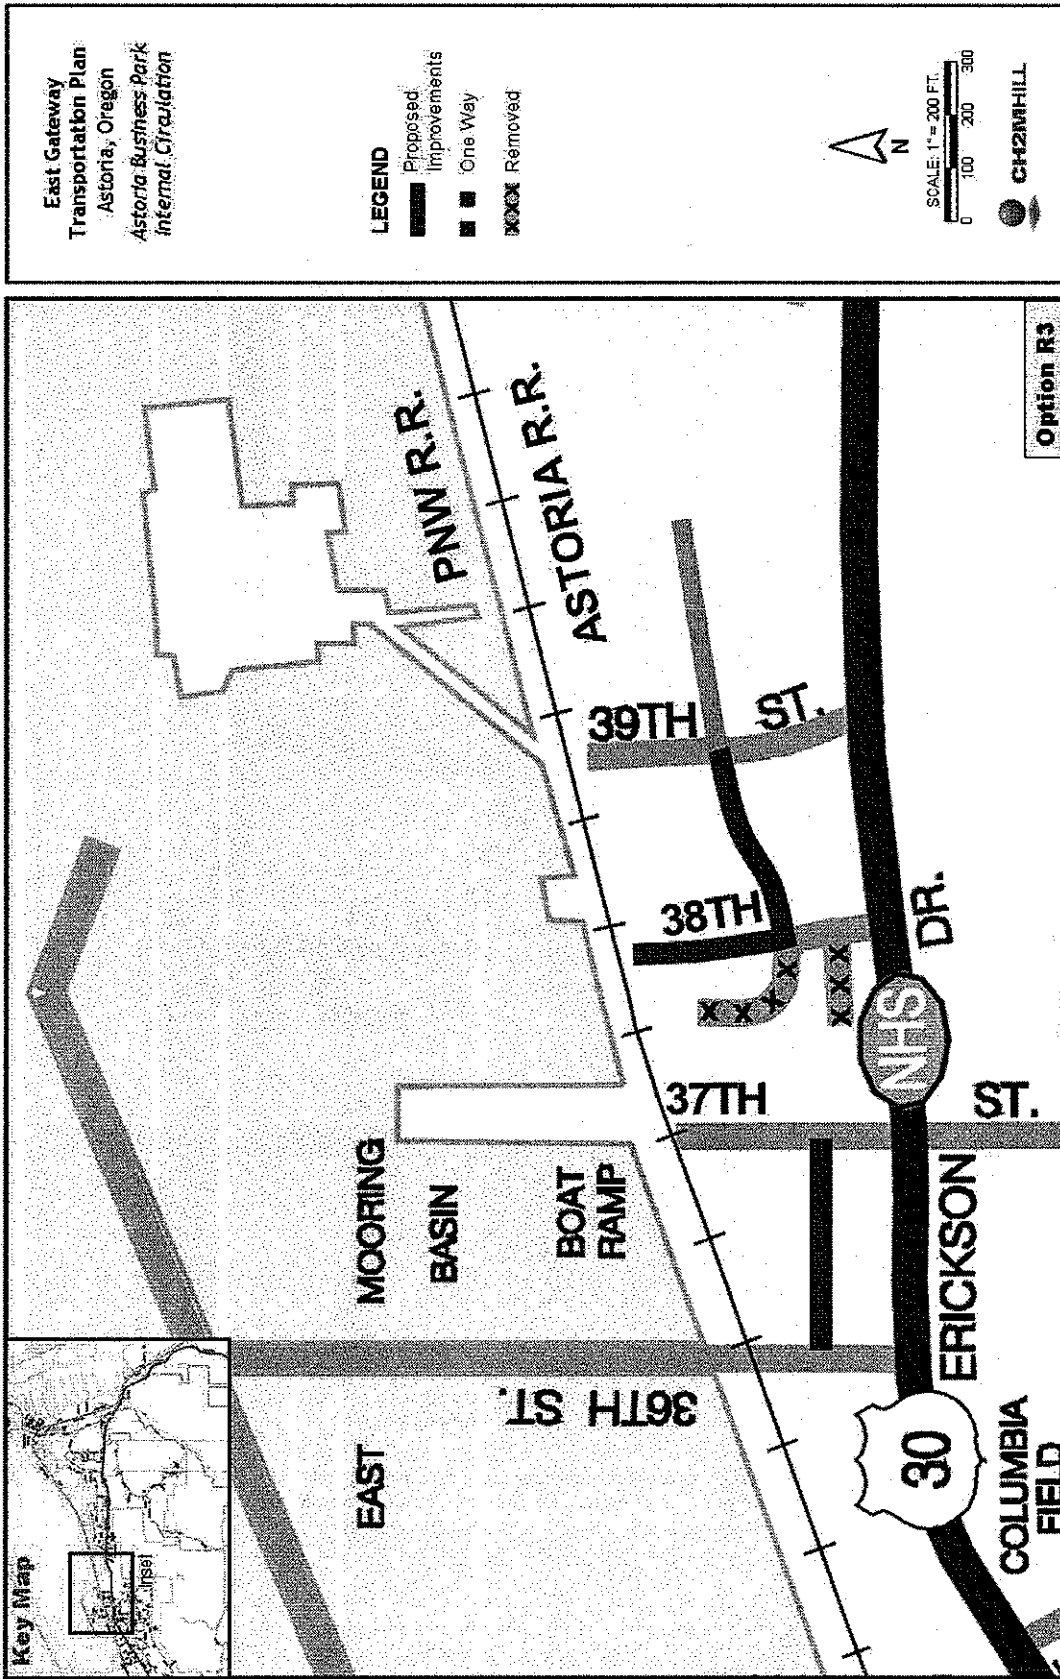 East Gateway
Transportation Plan
Astoria, Oregon
Astoria Business Park
Internal Circulation
LEGEND
Proposed
Improvements
One Way
XXXX Removed
N
SCALE: 1" = 200 FT.
0 100 200 300
CH2MHILL
Key Map
Inset
EAST
MOORING
BASIN
BOAT
RAMP
36TH ST.
37TH
ST.
38TH
39TH
ST.
PNW R.R.
ASTORIA R.R.
X
X
X
X
X
X
X
30
NHS
ERICKSON
DR.
COLUMBIA
FIELD
Option R3